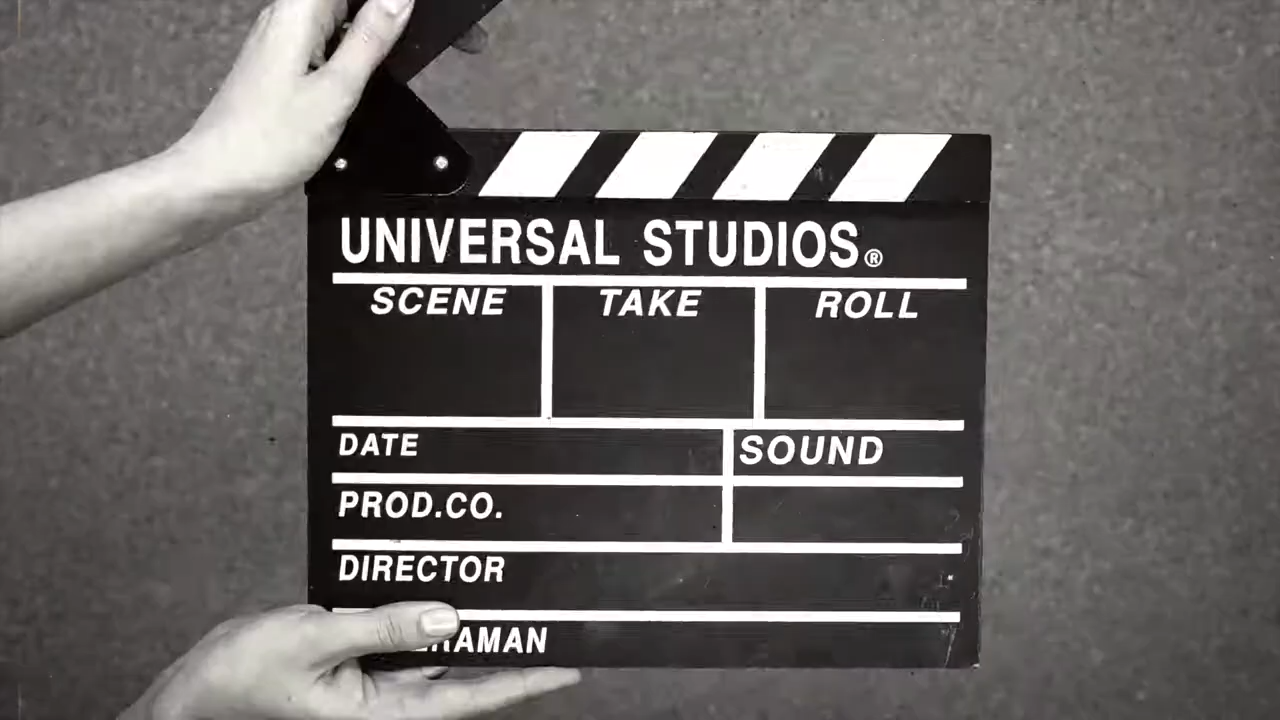 UNIVERSAL STUDIOS®
SCENE TAKE ROLL
DATE SOUND
PROD.CO.
DIRECTOR